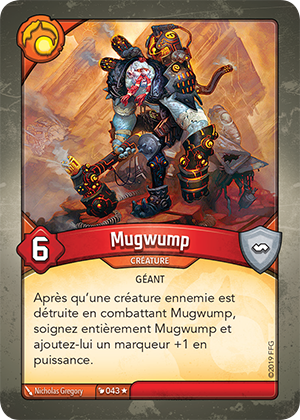 Mugwump
6
CRÉATURE
GÉANT
Après qu'une créature ennemie est
détruite en combattant Mugwump,
soignez entièrement Mugwump et
ajoutez-lui un marqueur +1 en
puissance.
©2019 FFG
Nicholas Gregory
043